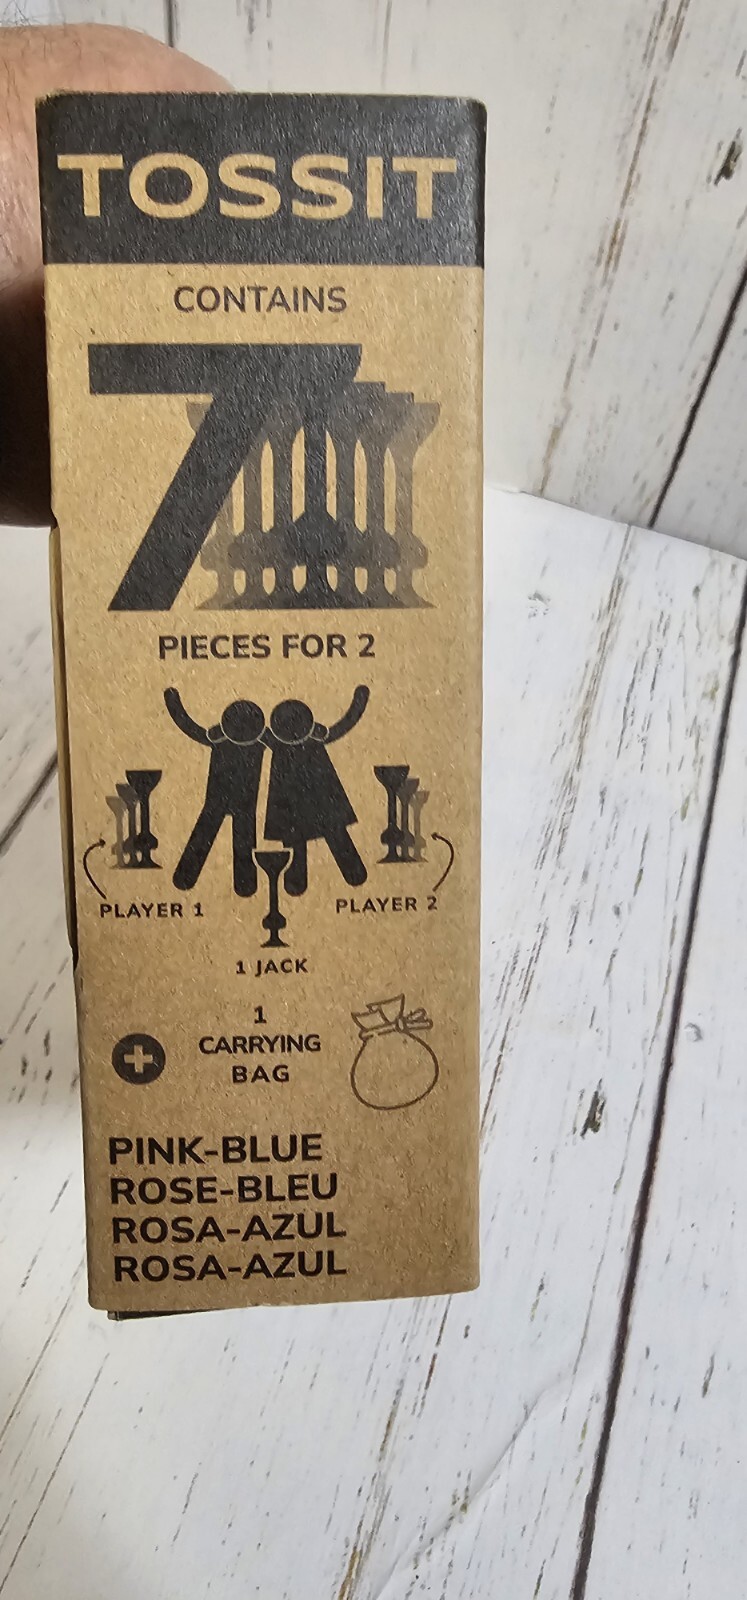 TOSSIT
CONTAINS
7
PIECES FOR 2
PLAYER 1
PLAYER 2
1 JACK
1
CARRYING
BAG
PINK-BLUE
ROSE-BLEU
ROSA-AZUL
ROSA-AZUL